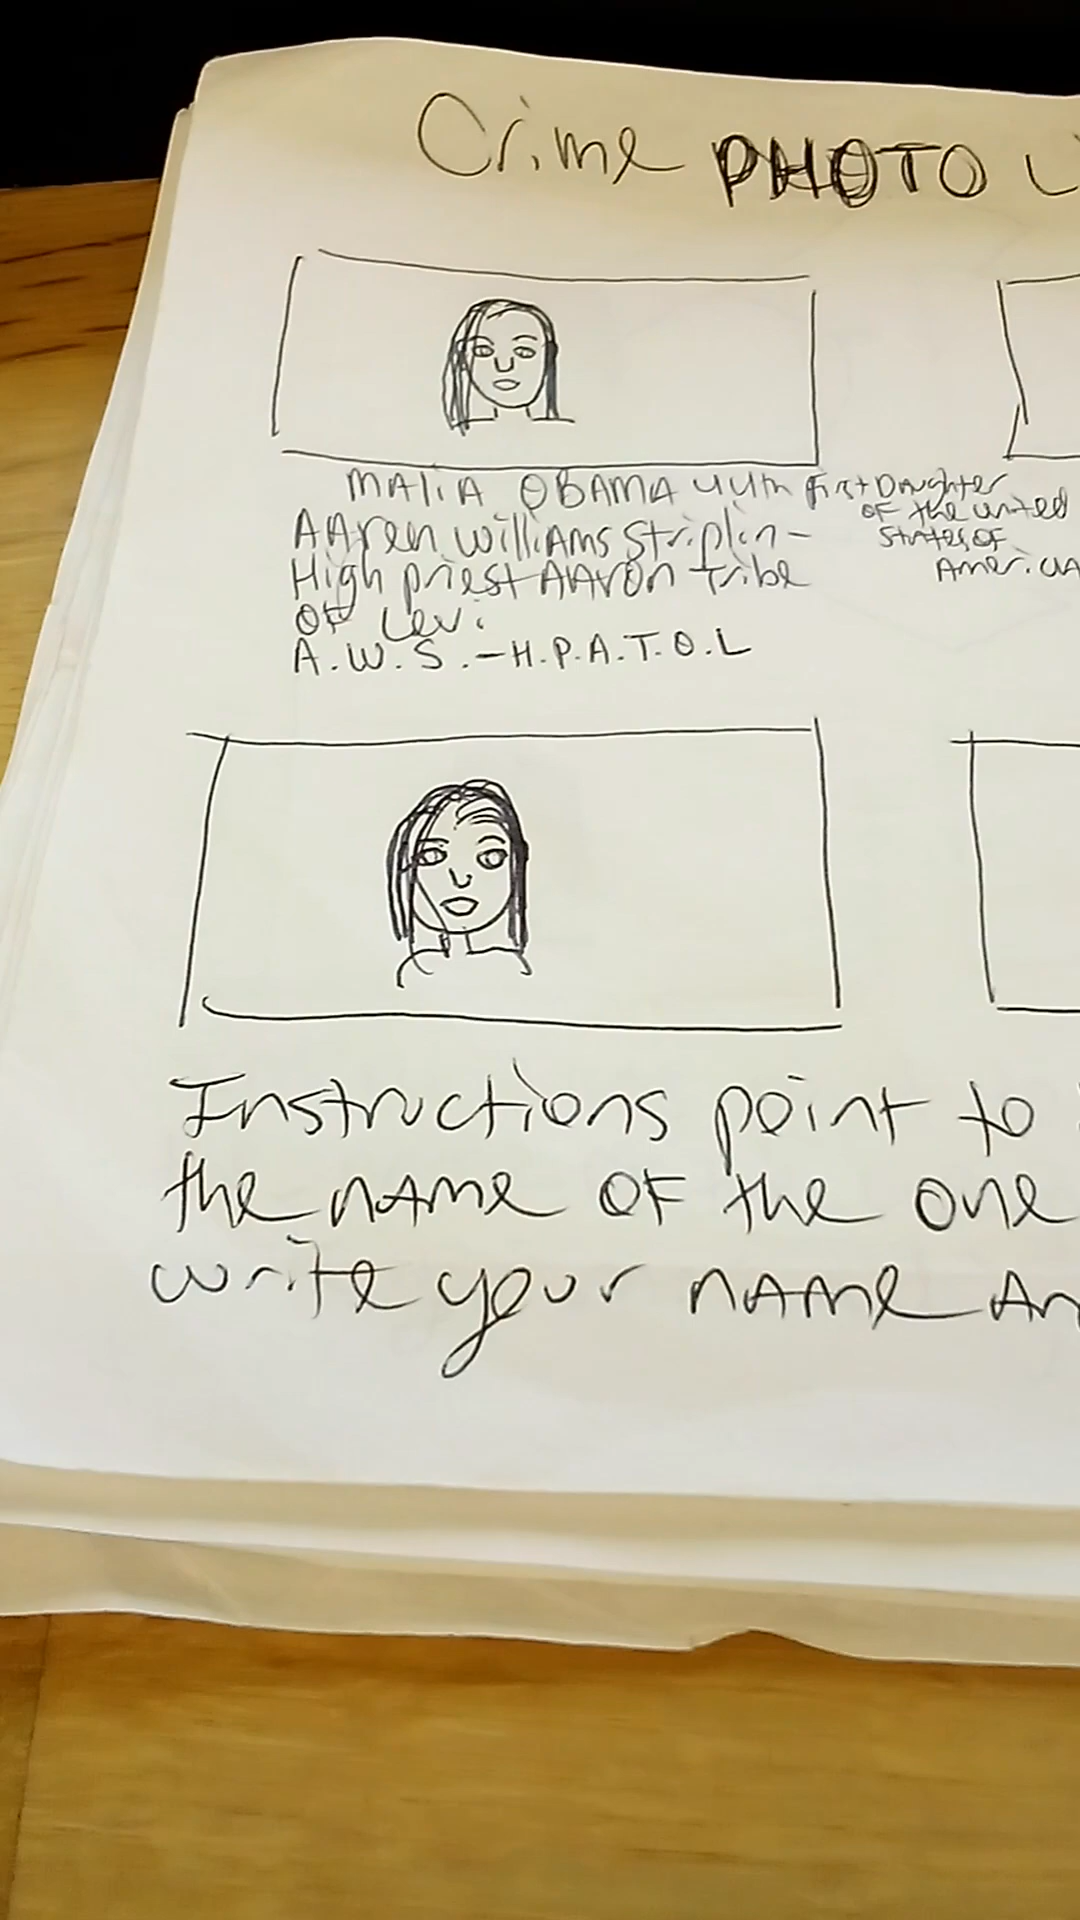 Crime PHOTO
MALIA OBAMA 44th first Daughter
OF the united
States OF
America
AAren Williams Striplin-
High priest AAron tribe
OF Levi
A.W.S.-H.P.A.T.O.L
Instructions point to
the name OF the one
write your name An